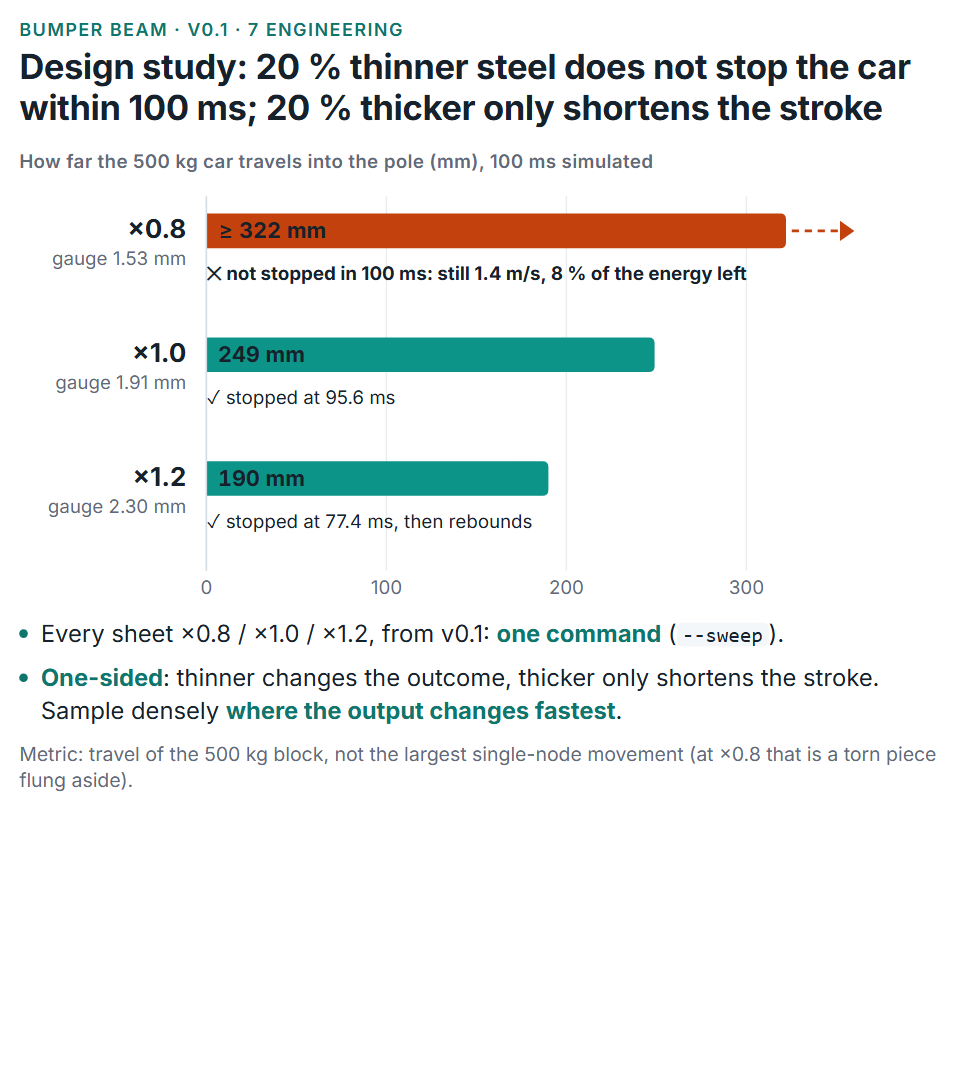 BUMPER BEAM · V0.1 · 7 ENGINEERING
Design study: 20 % thinner steel does not stop the car
within 100 ms; 20 % thicker only shortens the stroke
How far the 500 kg car travels into the pole (mm), 100 ms simulated
×0.8
gauge 1.53 mm
≥ 322 mm
✕ not stopped in 100 ms: still 1.4 m/s, 8 % of the energy left
×1.0
gauge 1.91 mm
249 mm
✓ stopped at 95.6 ms
×1.2
gauge 2.30 mm
190 mm
✓ stopped at 77.4 ms, then rebounds
0 100 200 300
• Every sheet ×0.8 / ×1.0 / ×1.2, from v0.1: one command (--sweep).
• One-sided: thinner changes the outcome, thicker only shortens the stroke.
Sample densely where the output changes fastest.
Metric: travel of the 500 kg block, not the largest single-node movement (at ×0.8 that is a torn piece
flung aside).